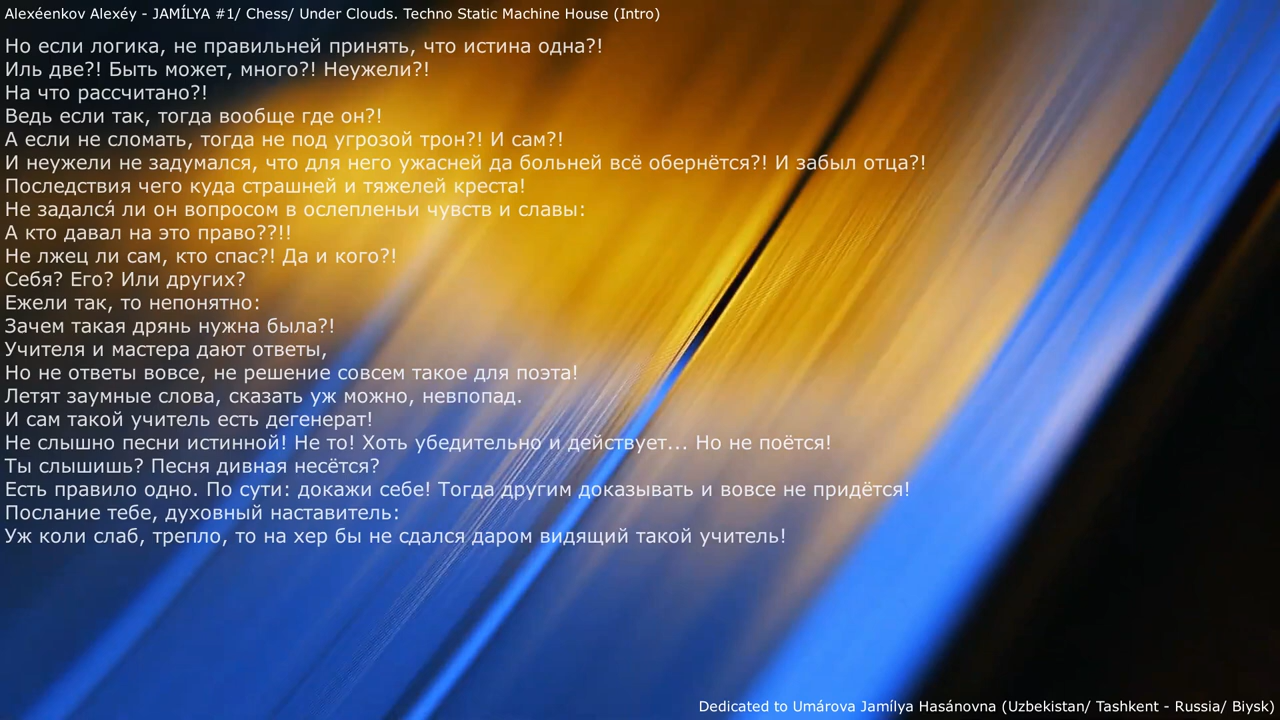 Alexéenkov Alexéy - JAMÍLYA #1/ Chess/ Under Clouds. Techno Static Machine House (Intro)
Но если логика, не правильней принять, что истина одна?!
Иль две?! Быть может, много?! Неужели?!
На что рассчитано?!
Ведь если так, тогда вообще где он?!
А если не сломать, тогда не под угрозой трон?! И сам?!
И неужели не задумался, что для него ужасней да больней всё обернётся?! И забыл отца?!
Последствия чего куда страшней и тяжелей креста!
Не задалсЯ́ ли он вопросом в ослепленьи чувств и славы:
А кто давал на это право??!!
Не лжец ли сам, кто спас?! Да и кого?!
Себя? Его? Или других?
Ежели так, то непонятно:
Зачем такая дрянь нужна была?!
Учителя и мастера дают ответы,
Но не ответы вовсе, не решение совсем такое для поэта!
Летят заумные слова, сказать уж можно, невпопад.
И сам такой учитель есть дегенерат!
Не слышно песни истинной! Не то! Хоть убедительно и действует... Но не поётся!
Ты слышишь? Песня дивная несётся?
Есть правило одно. По сути: докажи себе! Тогда другим доказывать и вовсе не придётся!
Послание тебе, духовный наставитель:
Уж коли слаб, трепло, то на хер бы не сдался даром видящий такой учитель!
Dedicated to Umárova Jamílya Hasánovna (Uzbekistan/ Tashkent - Russia/ Biysk)